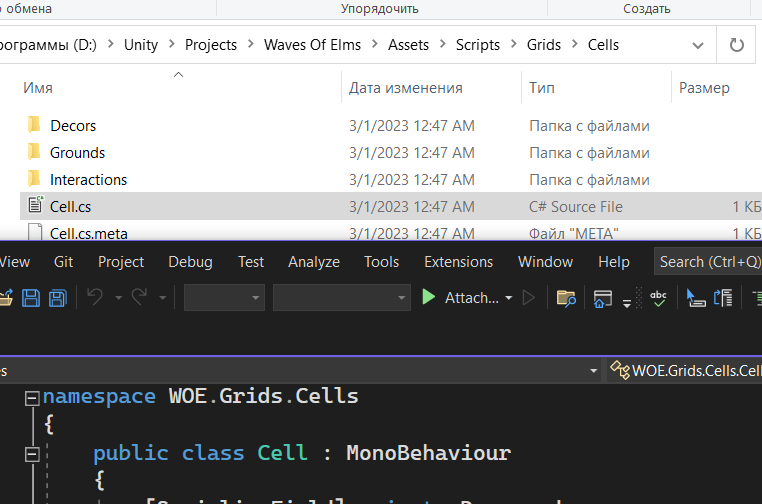 обмена Упорядочить Создать
(D:) Unity Projects Waves Of Elms Assets Scripts Grids Cells
Имя Дата изменения Тип Размер
Decors 3/1/2023 12:47 AM Папка с файлами
Grounds 3/1/2023 12:47 AM Папка с файлами
Interactions 3/1/2023 12:47 AM Папка с файлами
Cell.cs 3/1/2023 12:47 AM C# Source File 1 КБ
Cell.cs.meta 3/1/2023 12:47 AM Файл "META" 1 КБ
View Git Project Debug Test Analyze Tools Extensions Window Help Search (Ctrl+Q)
Attach...
abc
WOE.Grids.Cells.Cell
namespace WOE.Grids.Cells
{
public class Cell : MonoBehaviour
{